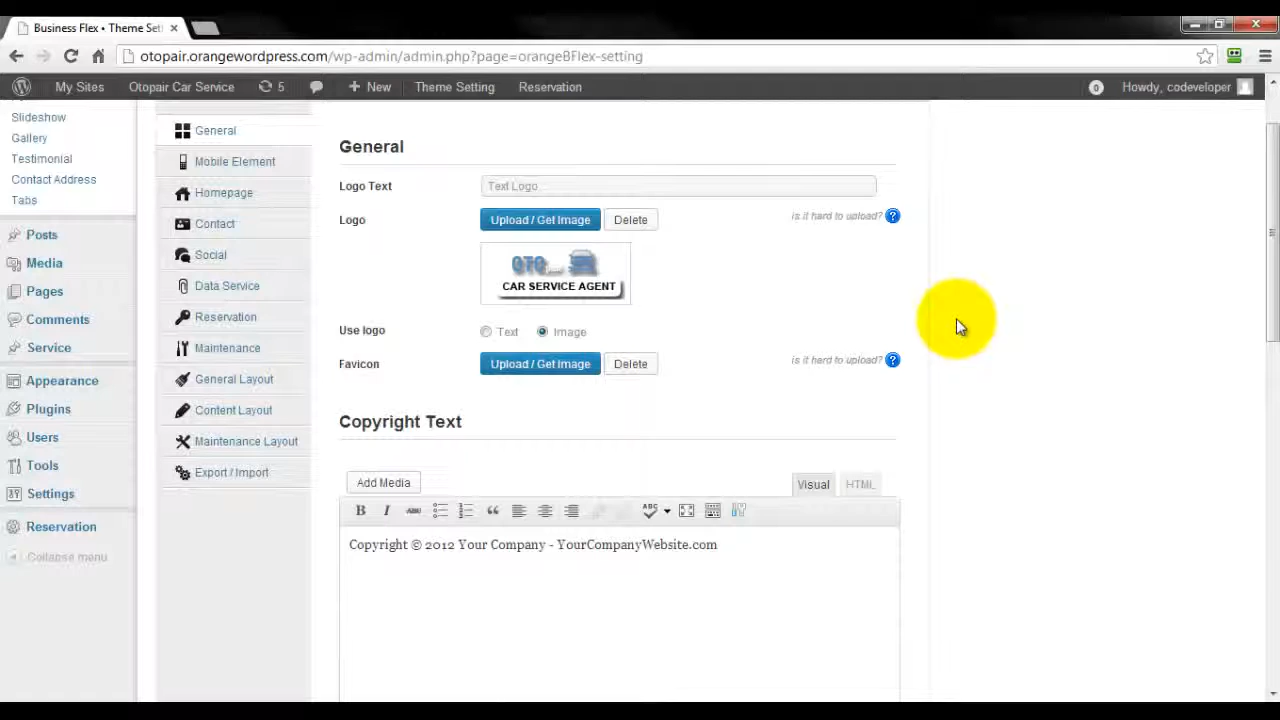 Business Flex • Theme Set
otopair.orangewordpress.com/wp-admin/admin.php?page=orangeBFlex-setting
My Sites
Otopair Car Service
5
New
Theme Setting
Reservation
0
Howdy, codeveloper
Slideshow
Gallery
Testimonial
Contact Address
Tabs
Posts
Media
Pages
Comments
Service
Appearance
Plugins
Users
Tools
Settings
Reservation
Collapse menu
General
Mobile Element
Homepage
Contact
Social
Data Service
Reservation
Maintenance
General Layout
Content Layout
Maintenance Layout
Export / Import
General
Logo Text
Text Logo
Logo
Upload / Get Image
Delete
is it hard to upload?
?
OTO
CAR SERVICE AGENT
Use logo
Text
Image
Favicon
Upload / Get Image
Delete
is it hard to upload?
?
Copyright Text
Add Media
Visual
HTML
B
I
ABC
ABC
Copyright © 2012 Your Company - YourCompanyWebsite.com